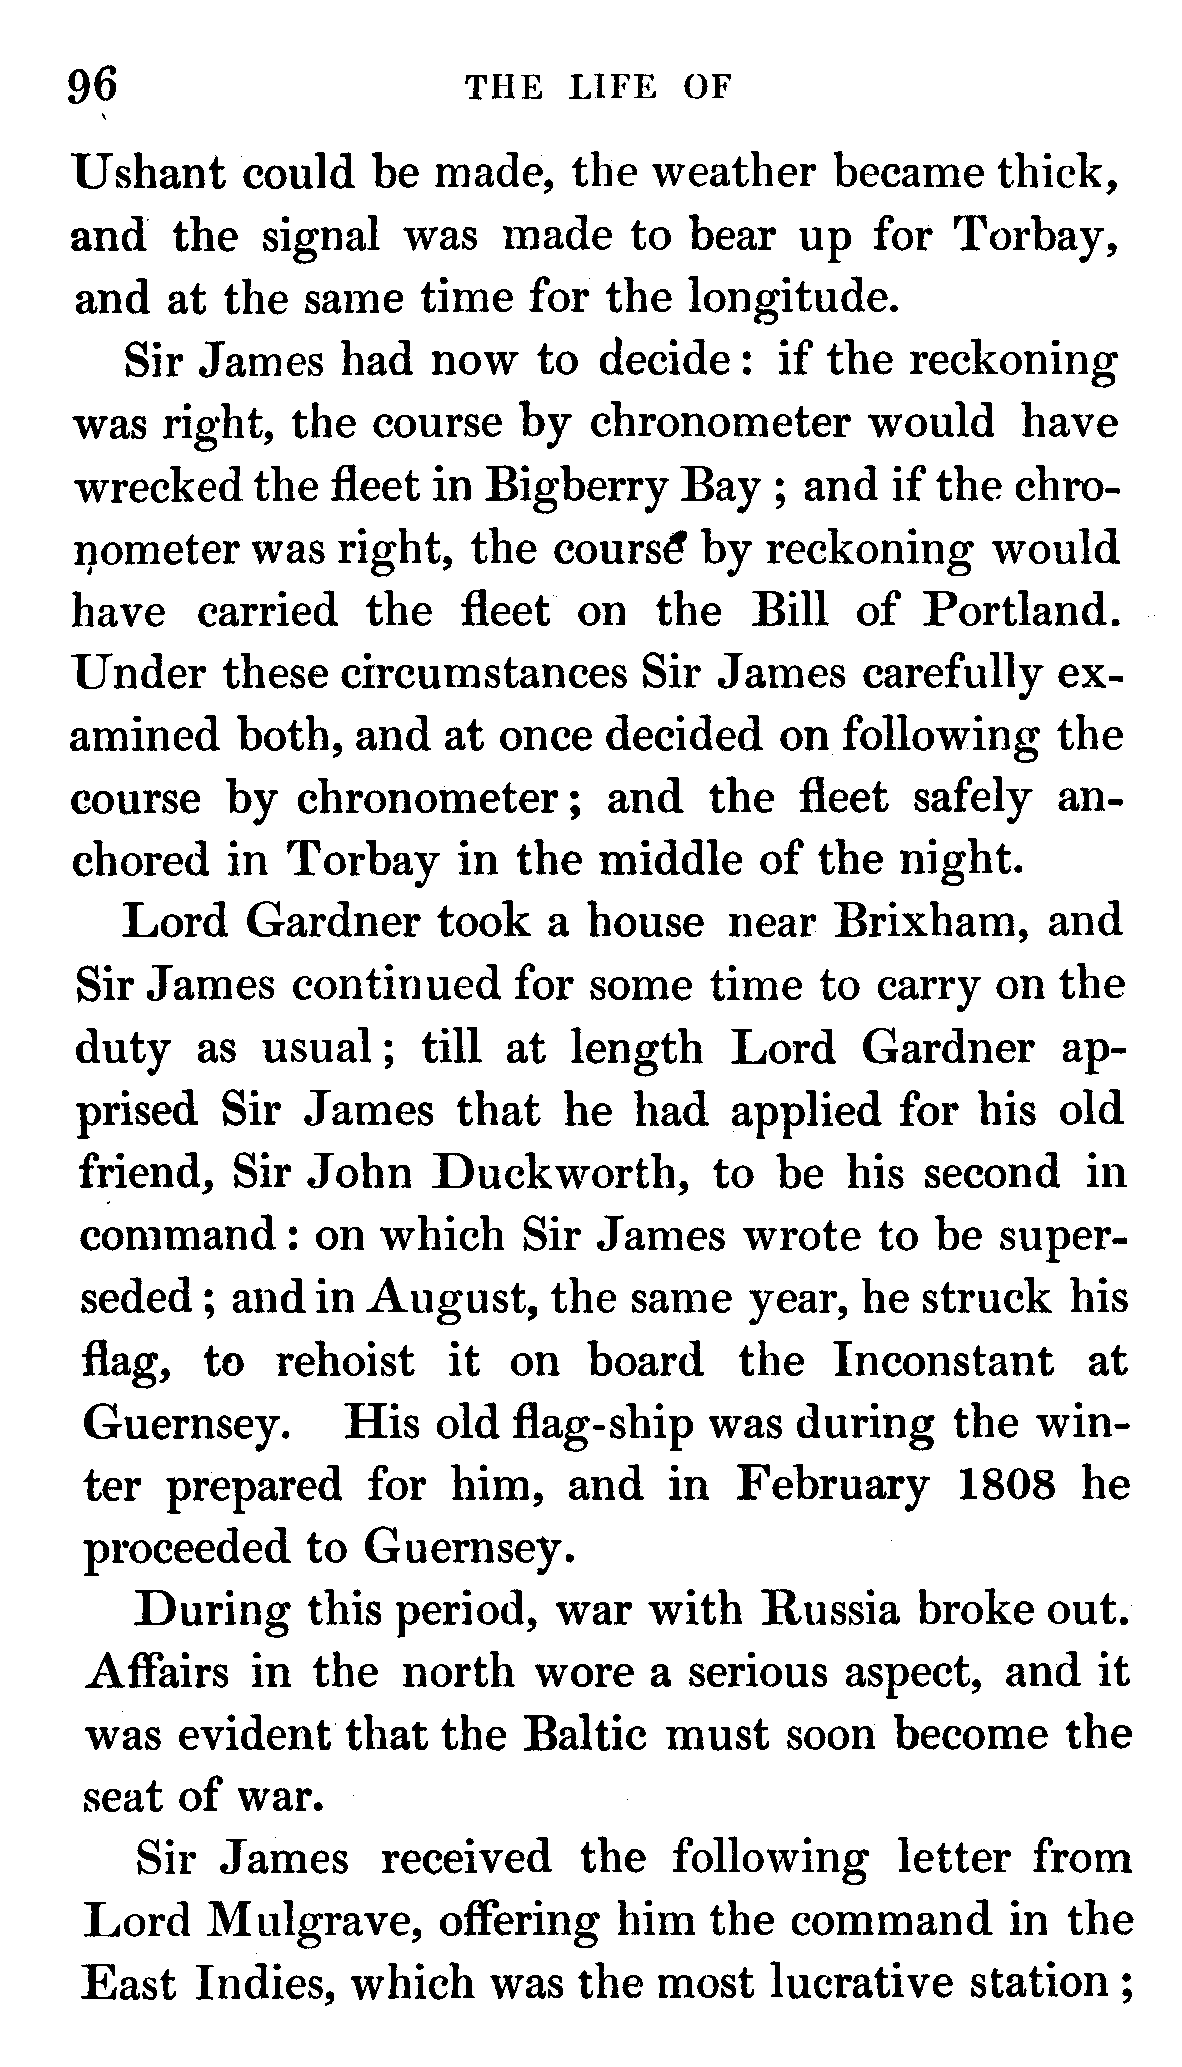 96 THE LIFE OF
Ushant could be made, the weather became thick,
and the signal was made to bear up for Torbay,
and at the same time for the longitude.
Sir James had now to decide: if the reckoning
was right, the course by chronometer would have
wrecked the fleet in Bigberry Bay; and if the chro-
nometer was right, the course by reckoning would
have carried the fleet on the Bill of Portland.
Under these circumstances Sir James carefully ex-
amined both, and at once decided on following the
course by chronometer; and the fleet safely an-
chored in Torbay in the middle of the night.
Lord Gardner took a house near Brixham, and
Sir James continued for some time to carry on the
duty as usual; till at length Lord Gardner ap-
prised Sir James that he had applied for his old
friend, Sir John Duckworth, to be his second in
command: on which Sir James wrote to be super-
seded; and in August, the same year, he struck his
flag, to rehoist it on board the Inconstant at
Guernsey. His old flag-ship was during the win-
ter prepared for him, and in February 1808 he
proceeded to Guernsey.
During this period, war with Russia broke out.
Affairs in the north wore a serious aspect, and it
was evident that the Baltic must soon become the
seat of war.
Sir James received the following letter from
Lord Mulgrave, offering him the command in the
East Indies, which was the most lucrative station;